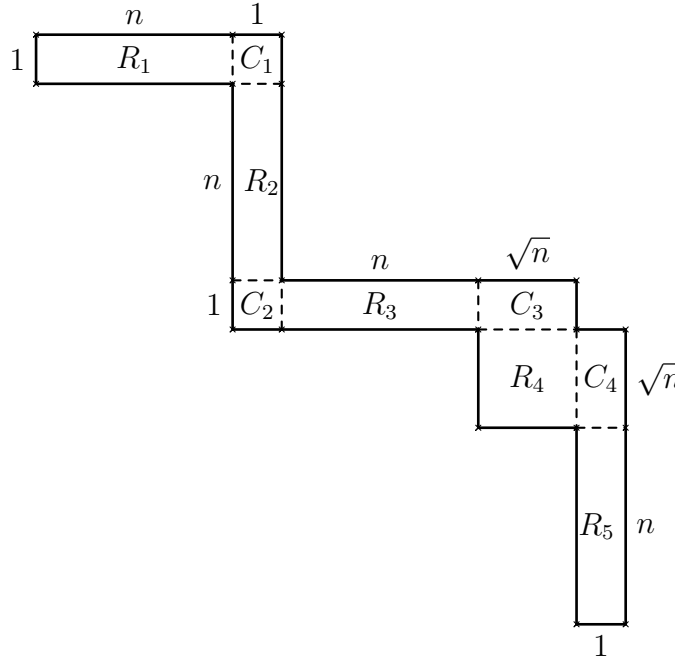 n 1
1 R₁ C₁
n R₂
n √n
1 C₂ R₃ C₃
R₄ C₄ √n
R₅ n
1